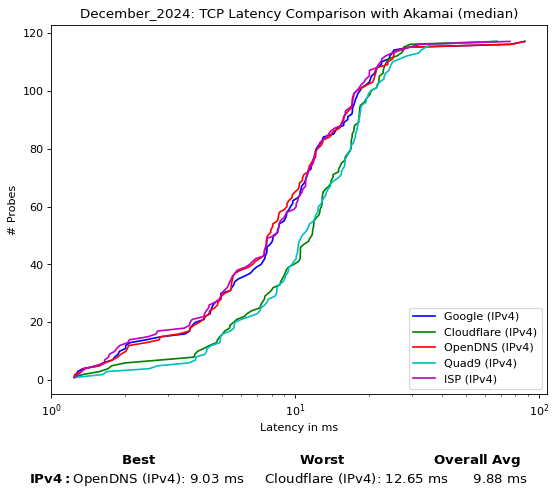 December_2024: TCP Latency Comparison with Akamai (median)
120
100
80
60
40
20
0
# Probes
Google (IPv4)
Cloudflare (IPv4)
OpenDNS (IPv4)
Quad9 (IPv4)
ISP (IPv4)
10^0 10^1 10^2
Latency in ms
Best Worst Overall Avg
IPv4: OpenDNS (IPv4): 9.03 ms Cloudflare (IPv4): 12.65 ms 9.88 ms